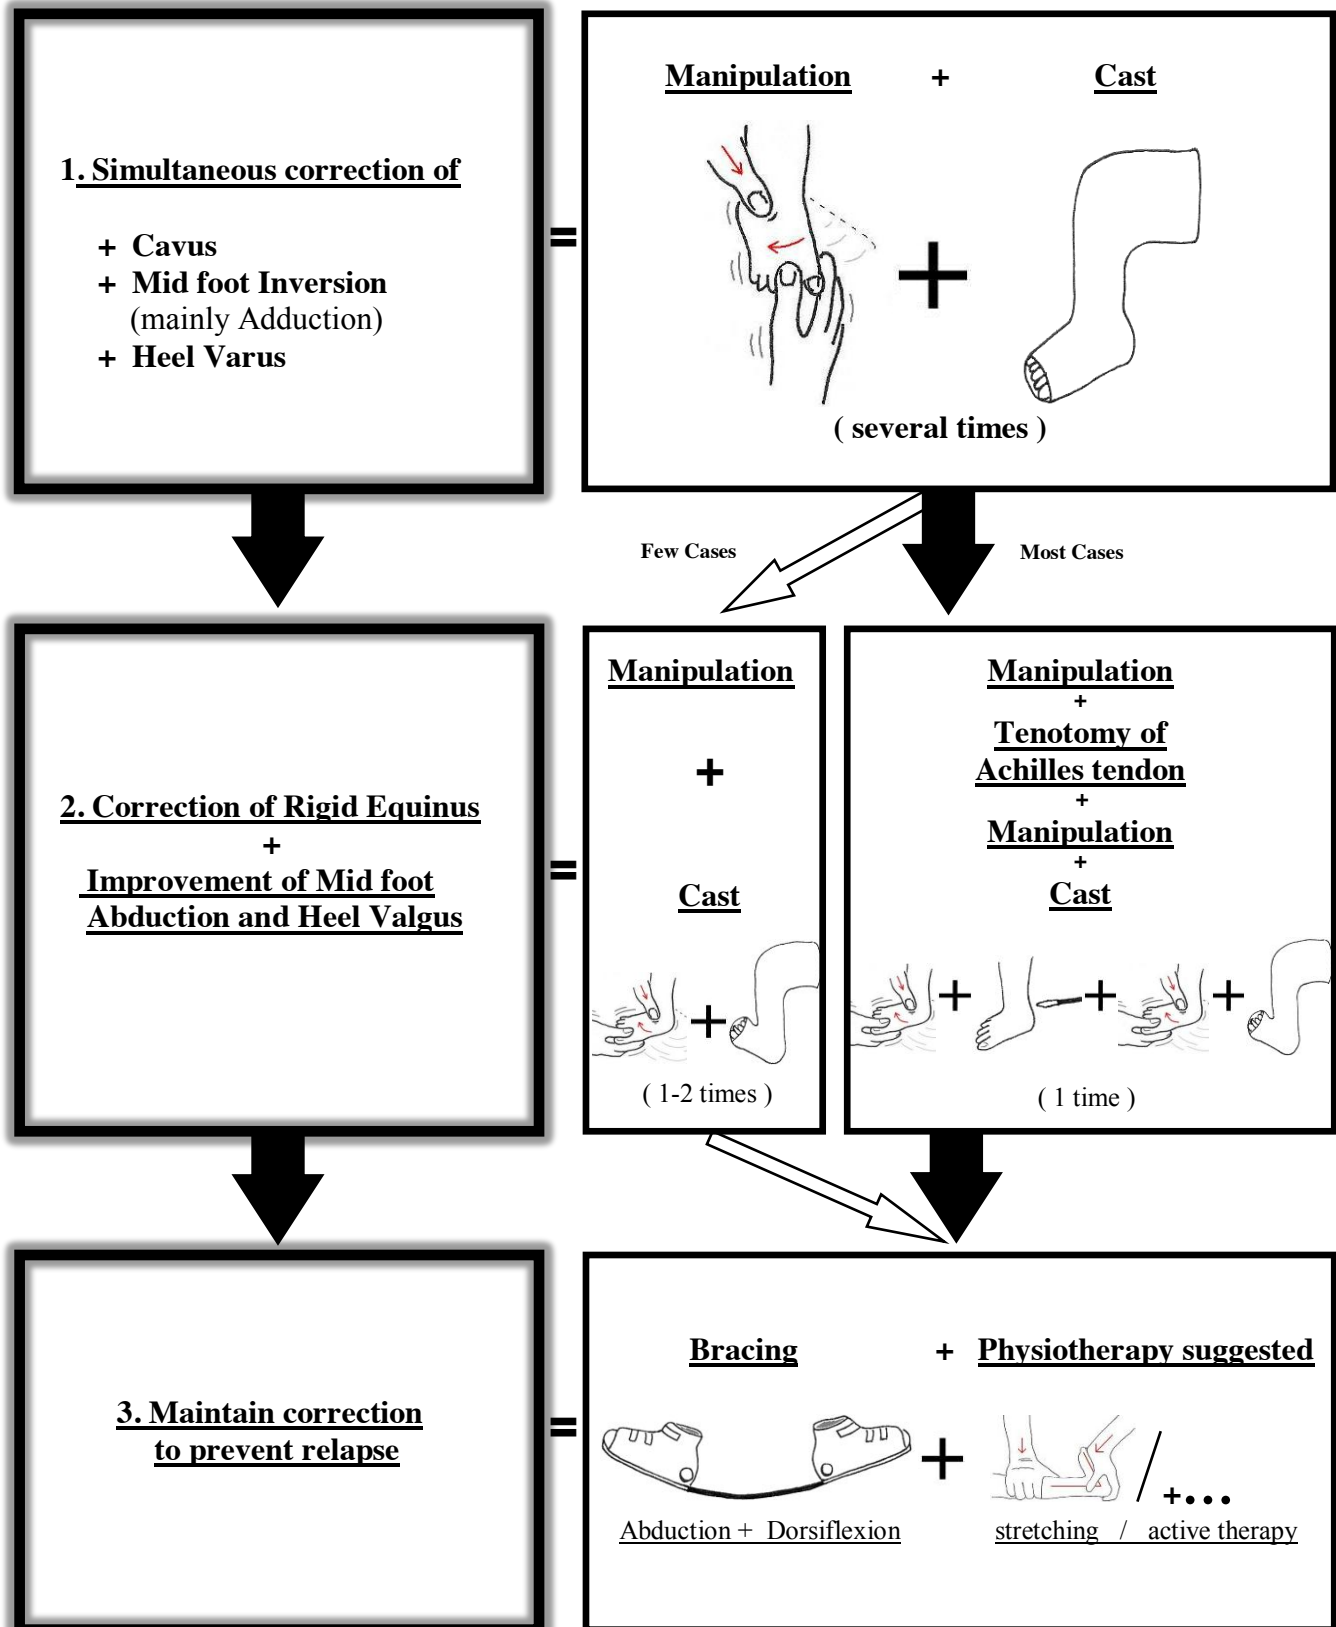 1. Simultaneous correction of
+ Cavus
+ Mid foot Inversion
(mainly Adduction)
+ Heel Varus
=
Manipulation + Cast
+
( several times )
Few Cases
Most Cases
2. Correction of Rigid Equinus
+
Improvement of Mid foot
Abduction and Heel Valgus
=
Manipulation
+
Cast
+
( 1-2 times )
Manipulation
+
Tenotomy of
Achilles tendon
+
Manipulation
+
Cast
+ + +
( 1 time )
3. Maintain correction
to prevent relapse
=
Bracing + Physiotherapy suggested
+ / +...
Abduction + Dorsiflexion
stretching / active therapy